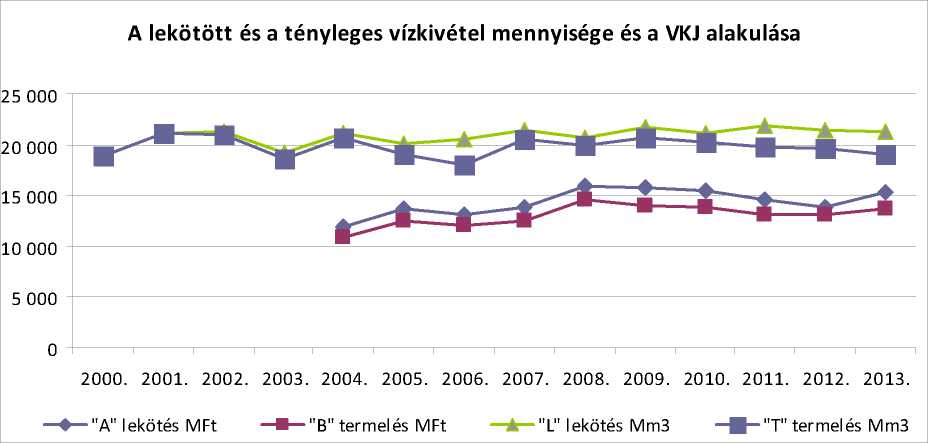 A lekötött és a tényleges vízkivétel mennyisége és a VKJ alakulása
25 000
20 000
15 000
10 000
5 000
0
2000. 2001. 2002. 2003. 2004. 2005. 2006. 2007. 2008. 2009. 2010. 2011. 2012. 2013.
"A" lekötés MFt "B" termelés MFt "L" lekötés Mm3 "T" termelés Mm3